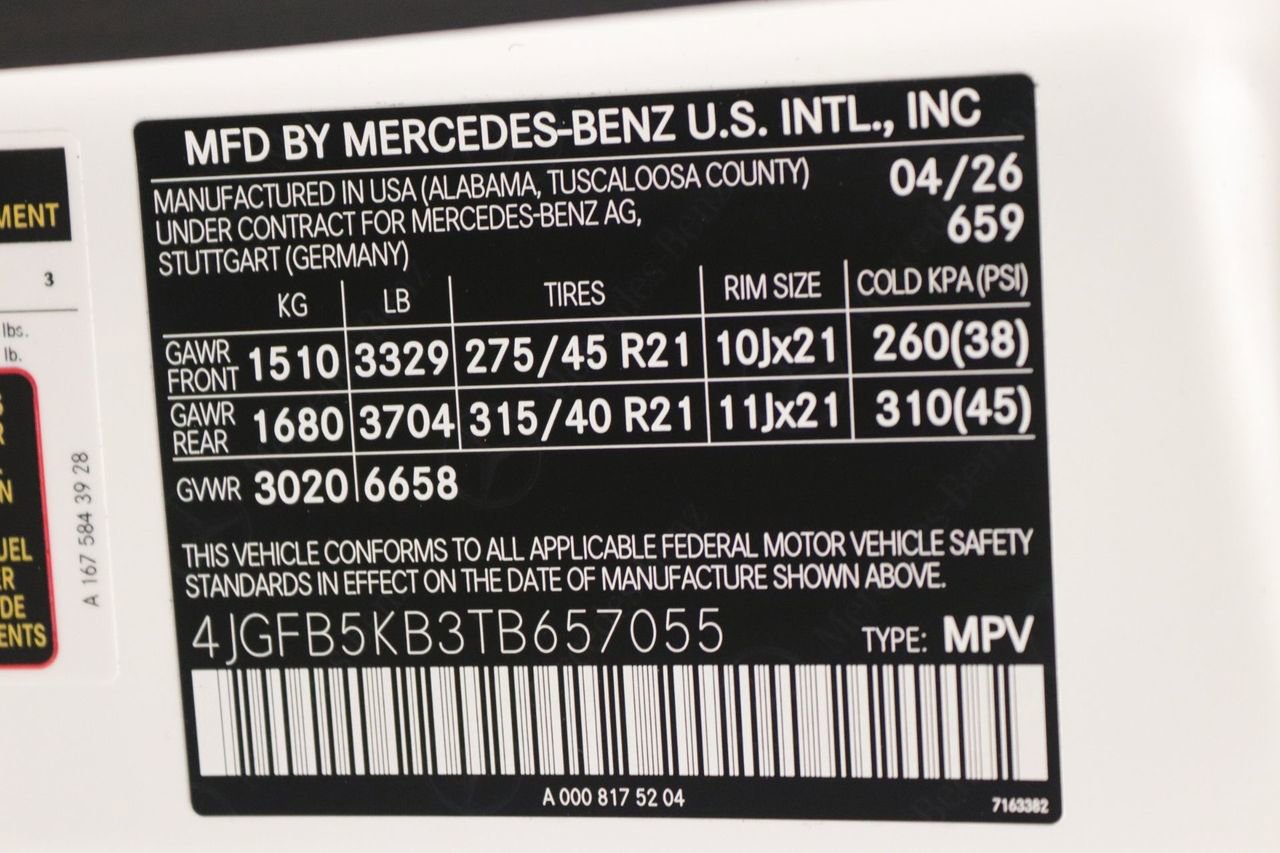 MFD BY MERCEDES-BENZ U.S. INTL., INC
MANUFACTURED IN USA (ALABAMA, TUSCALOOSA COUNTY)
UNDER CONTRACT FOR MERCEDES-BENZ AG,
STUTTGART (GERMANY)
04/26
659
KG LB TIRES RIM SIZE COLD KPA (PSI)
GAWR FRONT 1510 3329 275/45 R21 10Jx21 260(38)
GAWR REAR 1680 3704 315/40 R21 11Jx21 310(45)
GVWR 3020 6658
THIS VEHICLE CONFORMS TO ALL APPLICABLE FEDERAL MOTOR VEHICLE SAFETY
STANDARDS IN EFFECT ON THE DATE OF MANUFACTURE SHOWN ABOVE.
4JGFB5KB3TB657055 TYPE: MPV
A 000 817 52 04
7163382
MENT
3
lbs.
lb.
A 167 584 39 28